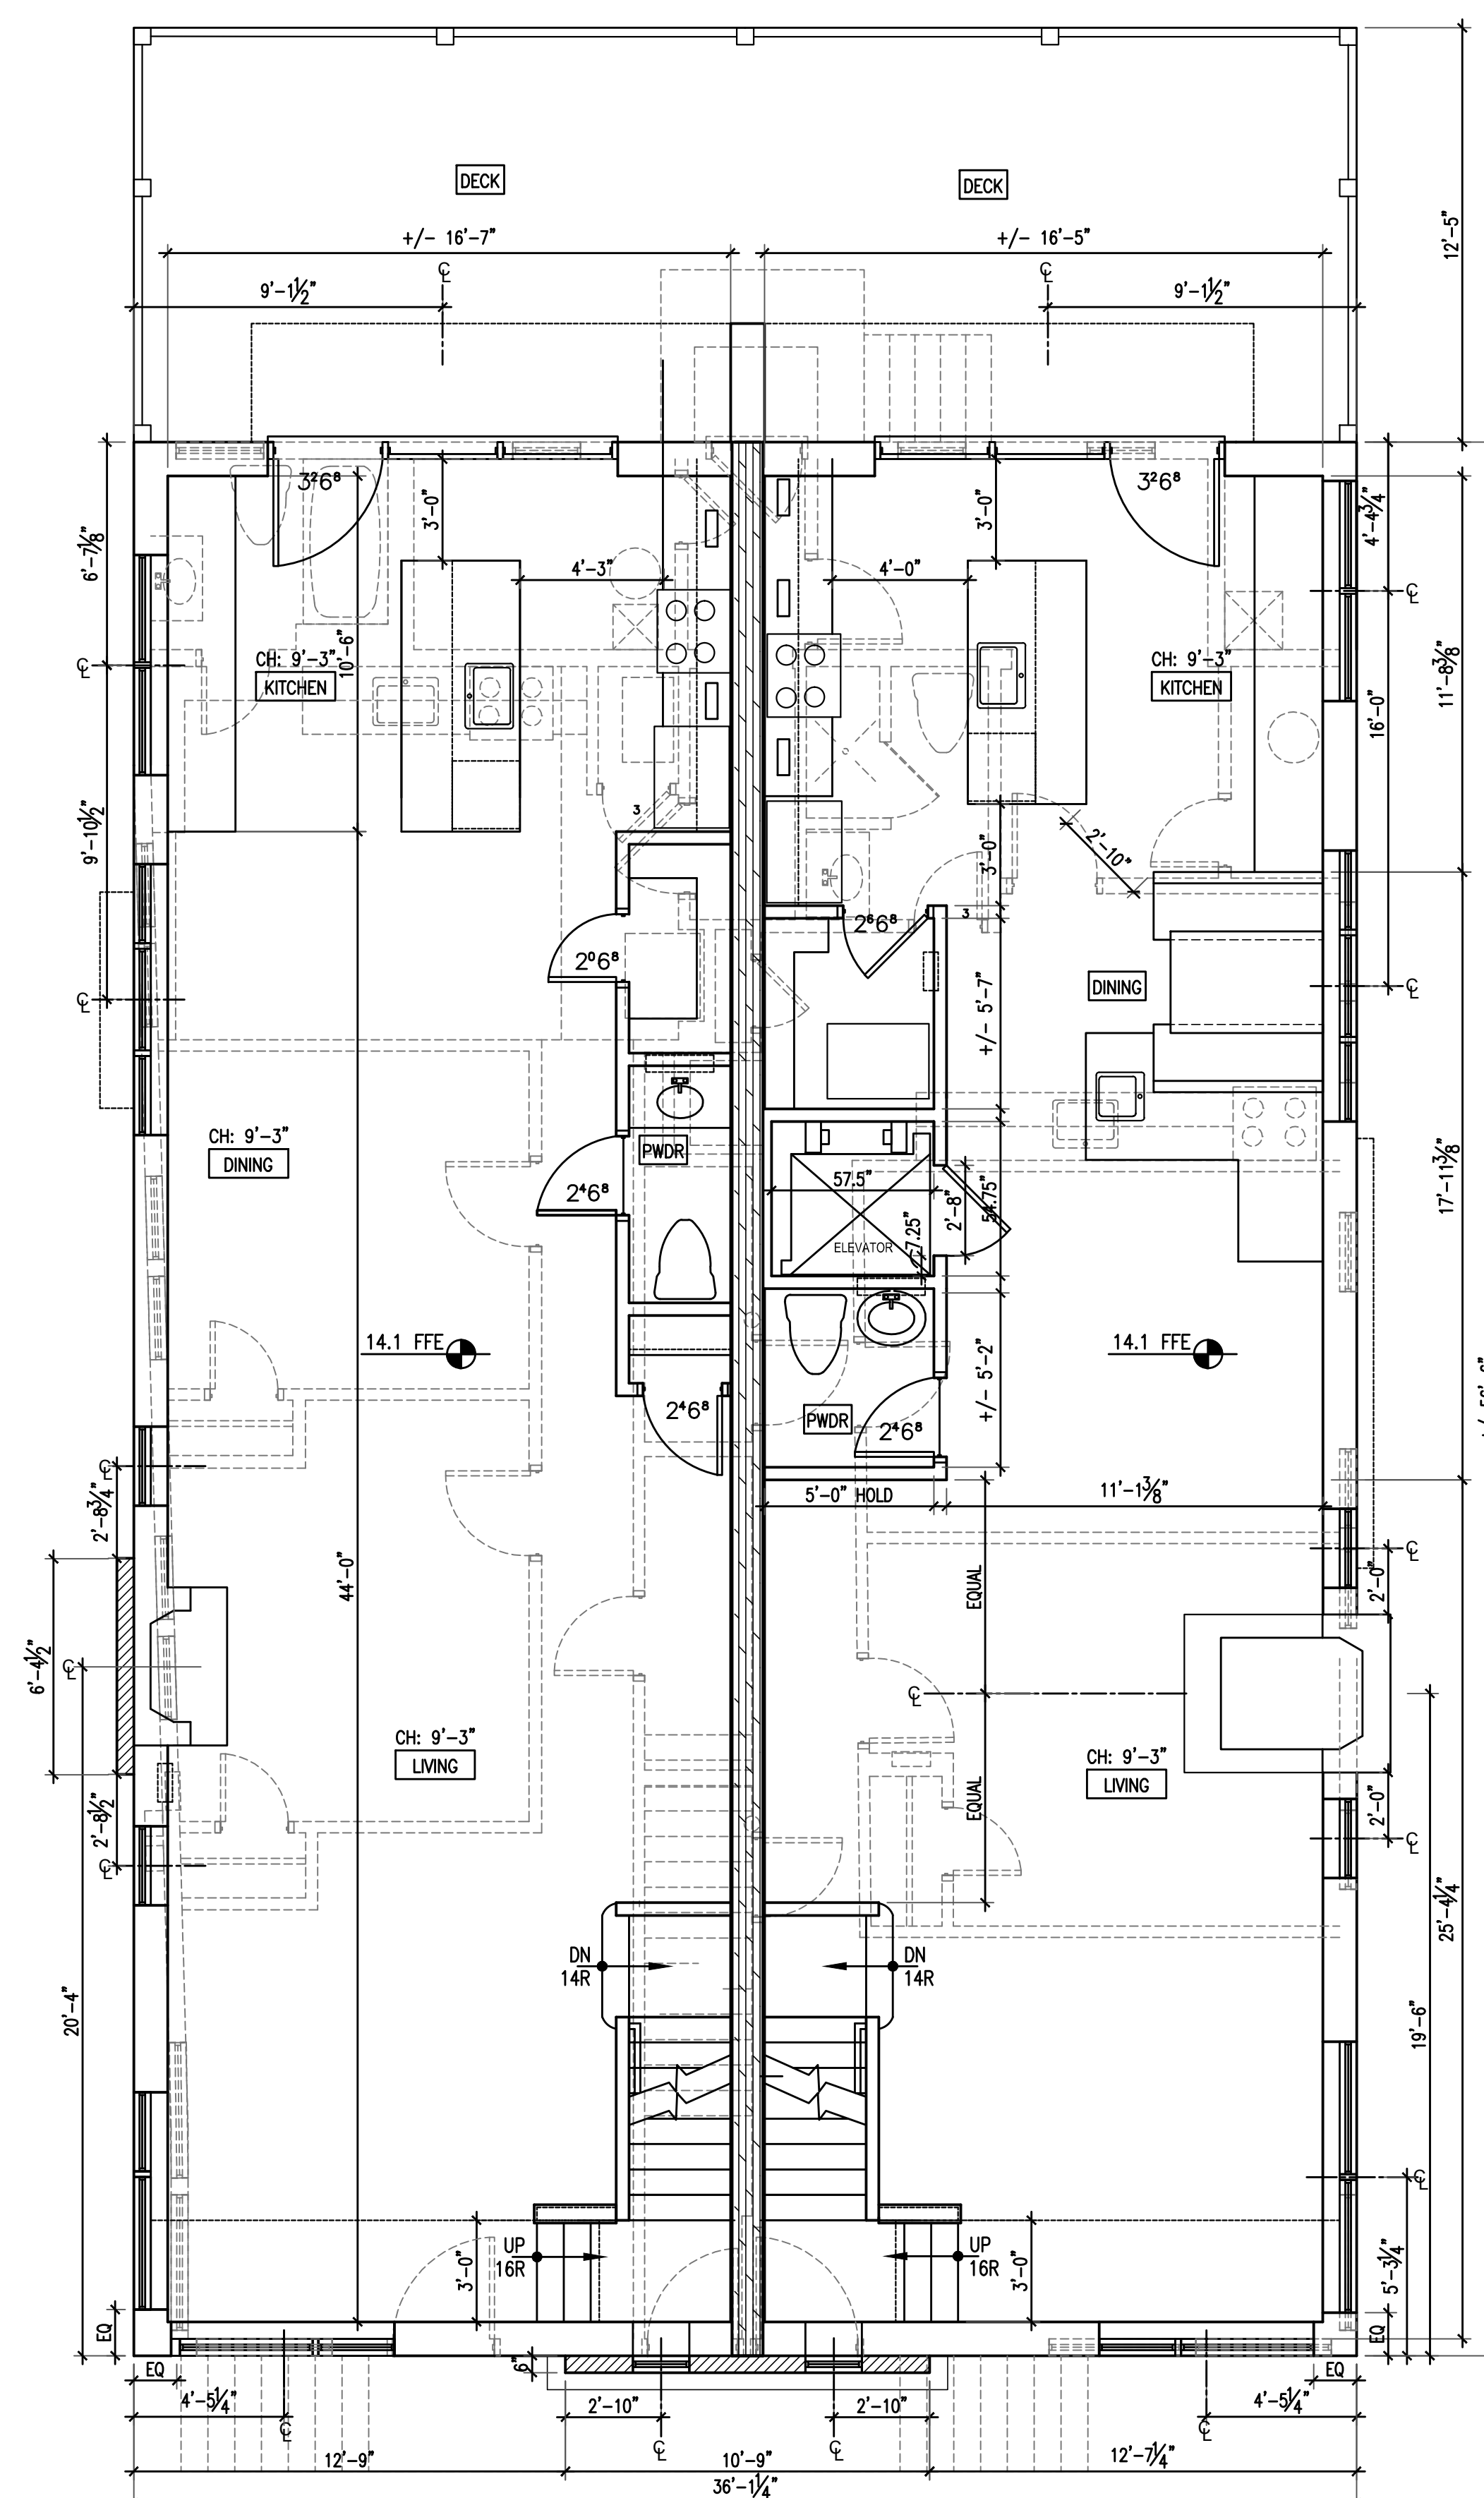 DECK
DECK
12'-5"
+/- 16'-7"
+/- 16'-5"
℄
℄
9'-1½"
9'-1½"
3²6⁸
3²6⁸
3'-0"
3'-0"
4'-4¾"
6'-7⅛"
4'-3"
4'-0"
℄
CH: 9'-3"
KITCHEN
10'-6"
CH: 9'-3"
KITCHEN
℄
16'-0"
11'-8⅜"
9'-10½"
3
2'-10"
3'-0"
2⁶6⁸
3
2⁰6⁸
DINING
℄
℄
+/- 5'-7"
CH: 9'-3"
DINING
PWDR
2⁴6⁸
57.5"
2'-8"
54.75"
7.25"
ELEVATOR
17'-11⅜"
14.1 FFE
14.1 FFE
+/- 5'-2"
2⁴6⁸
PWDR
2⁴6⁸
℄
2'-8¾"
5'-0" HOLD
11'-1⅜"
℄
44'-0"
EQUAL
2'-0"
6'-4½"
℄
℄
CH: 9'-3"
LIVING
CH: 9'-3"
LIVING
EQUAL
2'-0"
2'-8½"
℄
℄
25'-4¼"
DN
14R
DN
14R
20'-4"
19'-6"
℄
UP
16R
UP
16R
3'-0"
3'-0"
5'-3¼"
EQ
EQ
6"
EQ
EQ
4'-5¼"
℄
2'-10"
℄
2'-10"
℄
℄
4'-5¼"
12'-9"
10'-9"
12'-7¼"
36'-1¼"